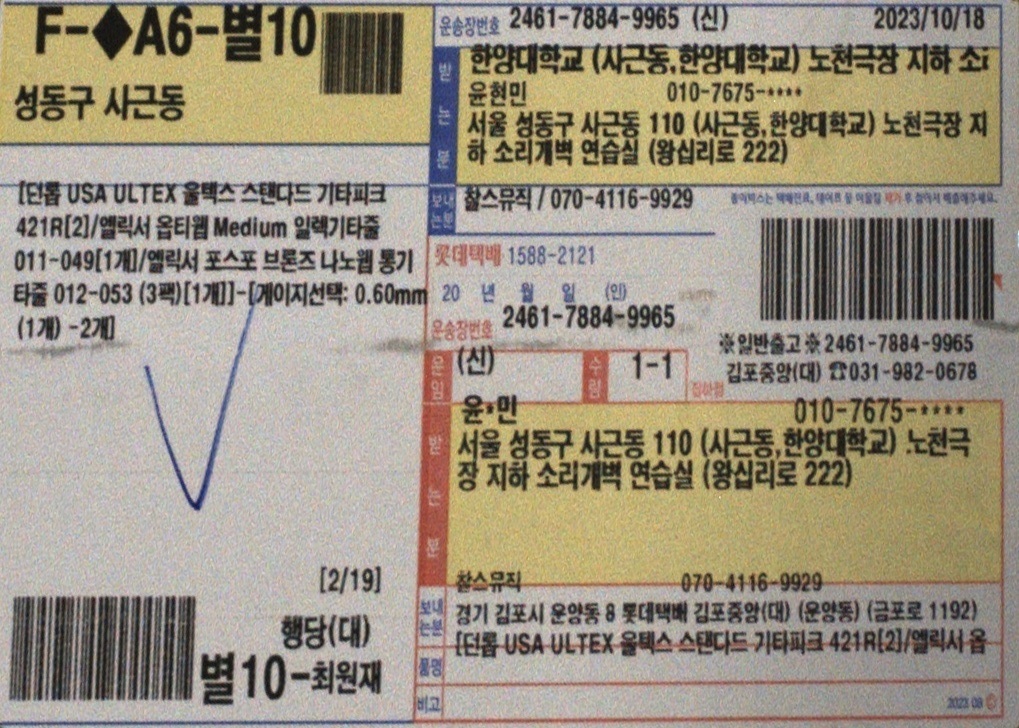 F-◆A6-별10
성동구 사근동
운송장번호 2461-7884-9965 (신) 2023/10/18
받는분
한양대학교 (사근동,한양대학교) 노천극장 지하 소리
윤현민 010-7675-****
서울 성동구 사근동 110 (사근동,한양대학교) 노천극장 지
하 소리개벽 연습실 (왕십리로 222)
보내는분 찰스뮤직 / 070-4116-9929
[던롭 USA ULTEX 울텍스 스탠다드 기타피크
421R[2]/엘릭서 옵티웹 Medium 일렉기타줄
011-049[1개]/엘릭서 포스포 브론즈 나노웹 통기
타줄 012-053 (3팩)[1개]]-[게이지선택: 0.60mm
(1개) -2개]
롯데택배 1588-2121
20 년 월 일 (인)
운송장번호 2461-7884-9965
(신)
운임
수량 1-1
집하점
※일반출고※2461-7884-9965
김포중앙(대) ☎031-982-0678
받는분
윤*민 010-7675-****
서울 성동구 사근동 110 (사근동,한양대학교) 노천극
장 지하 소리개벽 연습실 (왕십리로 222)
찰스뮤직 070-4116-9929
보내는분 경기 김포시 운양동 8 롯데택배 김포중앙(대) (운양동) (금포로 1192)
[던롭 USA ULTEX 울텍스 스탠다드 기타피크 421R[2]/엘릭서 옵
품명
비고
[2/19]
행당(대)
별10-최원재
2023 09